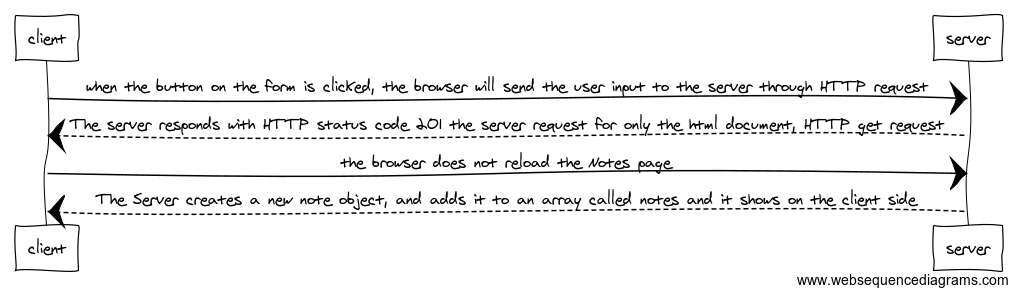 client server
when the button on the form is clicked, the browser will send the user input to the server through HTTP request
The server responds with HTTP status code 201 the server request for only the html document, HTTP get request
the browser does not reload the Notes page
The Server creates a new note object, and adds it to an array called notes and it shows on the client side
client server
www.websequencediagrams.com